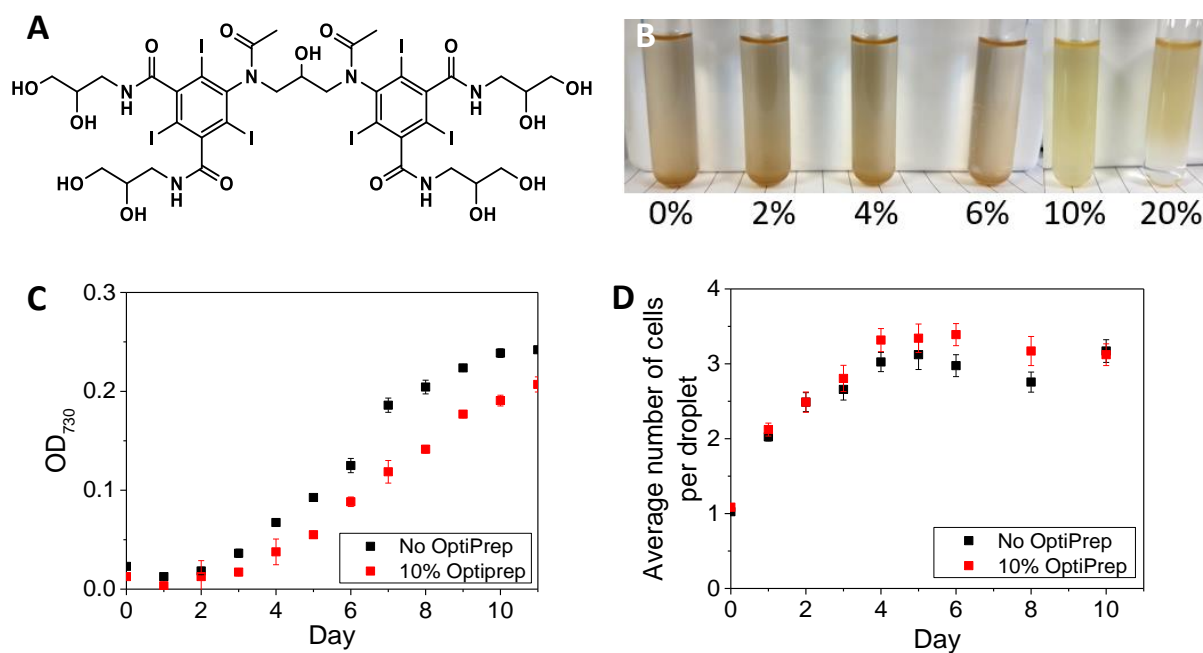 A
O
I
O
OH
O
I
O
HO
NH
N
N
N
H
OH
OH
OH
I
I
I
I
HO
N
H
O
O
N
H
OH
OH
OH
B
0% 2% 4% 6% 10% 20%
C
0.3
0.2
0.1
0.0
OD730
0 2 4 6 8 10
Day
No OptiPrep
10% Optiprep
D
4
3
2
1
0
Average number of cells
per droplet
0 2 4 6 8 10
Day
No OptiPrep
10% OptiPrep